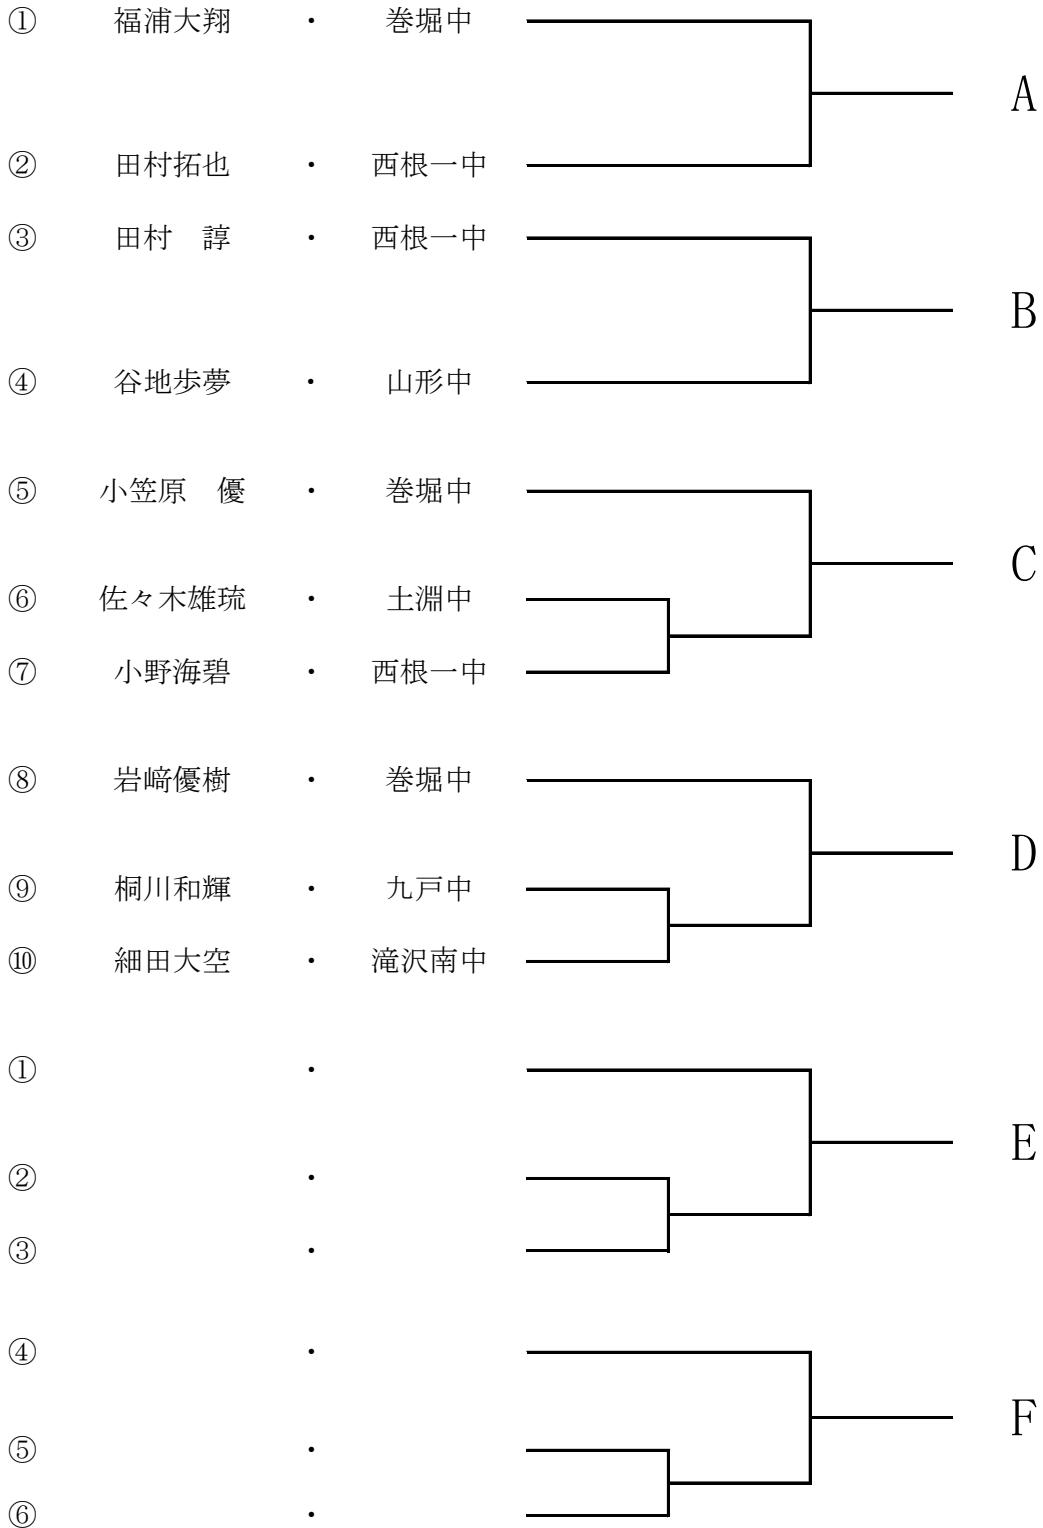 ① 福浦大翔 ・ 巻堀中
A
② 田村拓也 ・ 西根一中
③ 田村　諄 ・ 西根一中
B
④ 谷地歩夢 ・ 山形中
⑤ 小笠原　優 ・ 巻堀中
C
⑥ 佐々木雄琉 ・ 土淵中
⑦ 小野海碧 ・ 西根一中
⑧ 岩﨑優樹 ・ 巻堀中
D
⑨ 桐川和輝 ・ 九戸中
⑩ 細田大空 ・ 滝沢南中
① ・
E
② ・
③ ・
④ ・
F
⑤ ・
⑥ ・